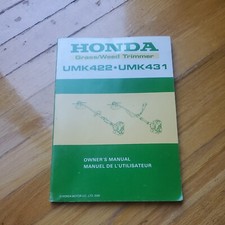 HONDA
Grass/Weed Trimmer
UMK422•UMK431
OWNER'S MANUAL
MANUEL DE L'UTILISATEUR